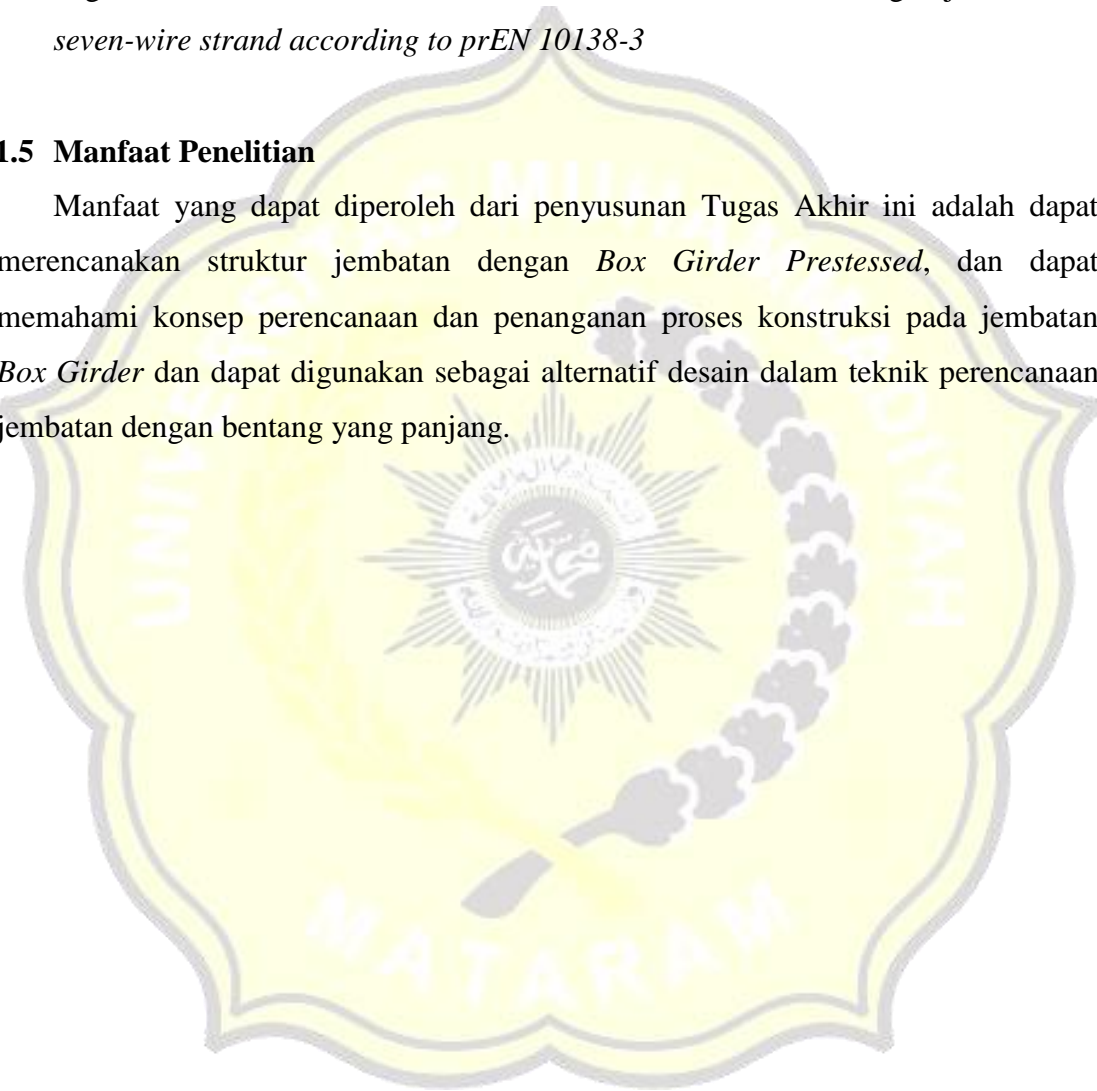 seven-wire strand according to prEN 10138-3
1.5 Manfaat Penelitian
Manfaat yang dapat diperoleh dari penyusunan Tugas Akhir ini adalah dapat
merencanakan struktur jembatan dengan Box Girder Prestessed, dan dapat
memahami konsep perencanaan dan penanganan proses konstruksi pada jembatan
Box Girder dan dapat digunakan sebagai alternatif desain dalam teknik perencanaan
jembatan dengan bentang yang panjang.
UNIVERSITAS MUHAMMADIYAH
MATARAM